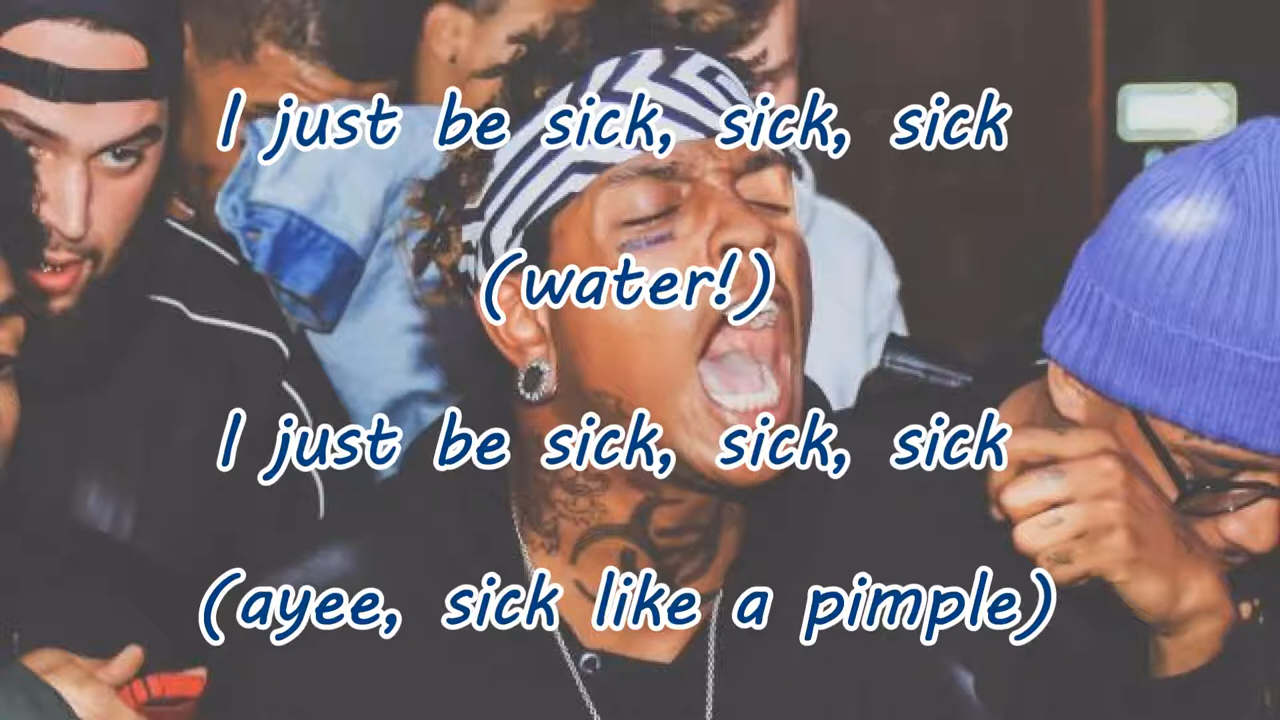 I just be sick, sick, sick
(water!)
I just be sick, sick, sick
(ayee, sick like a pimple)